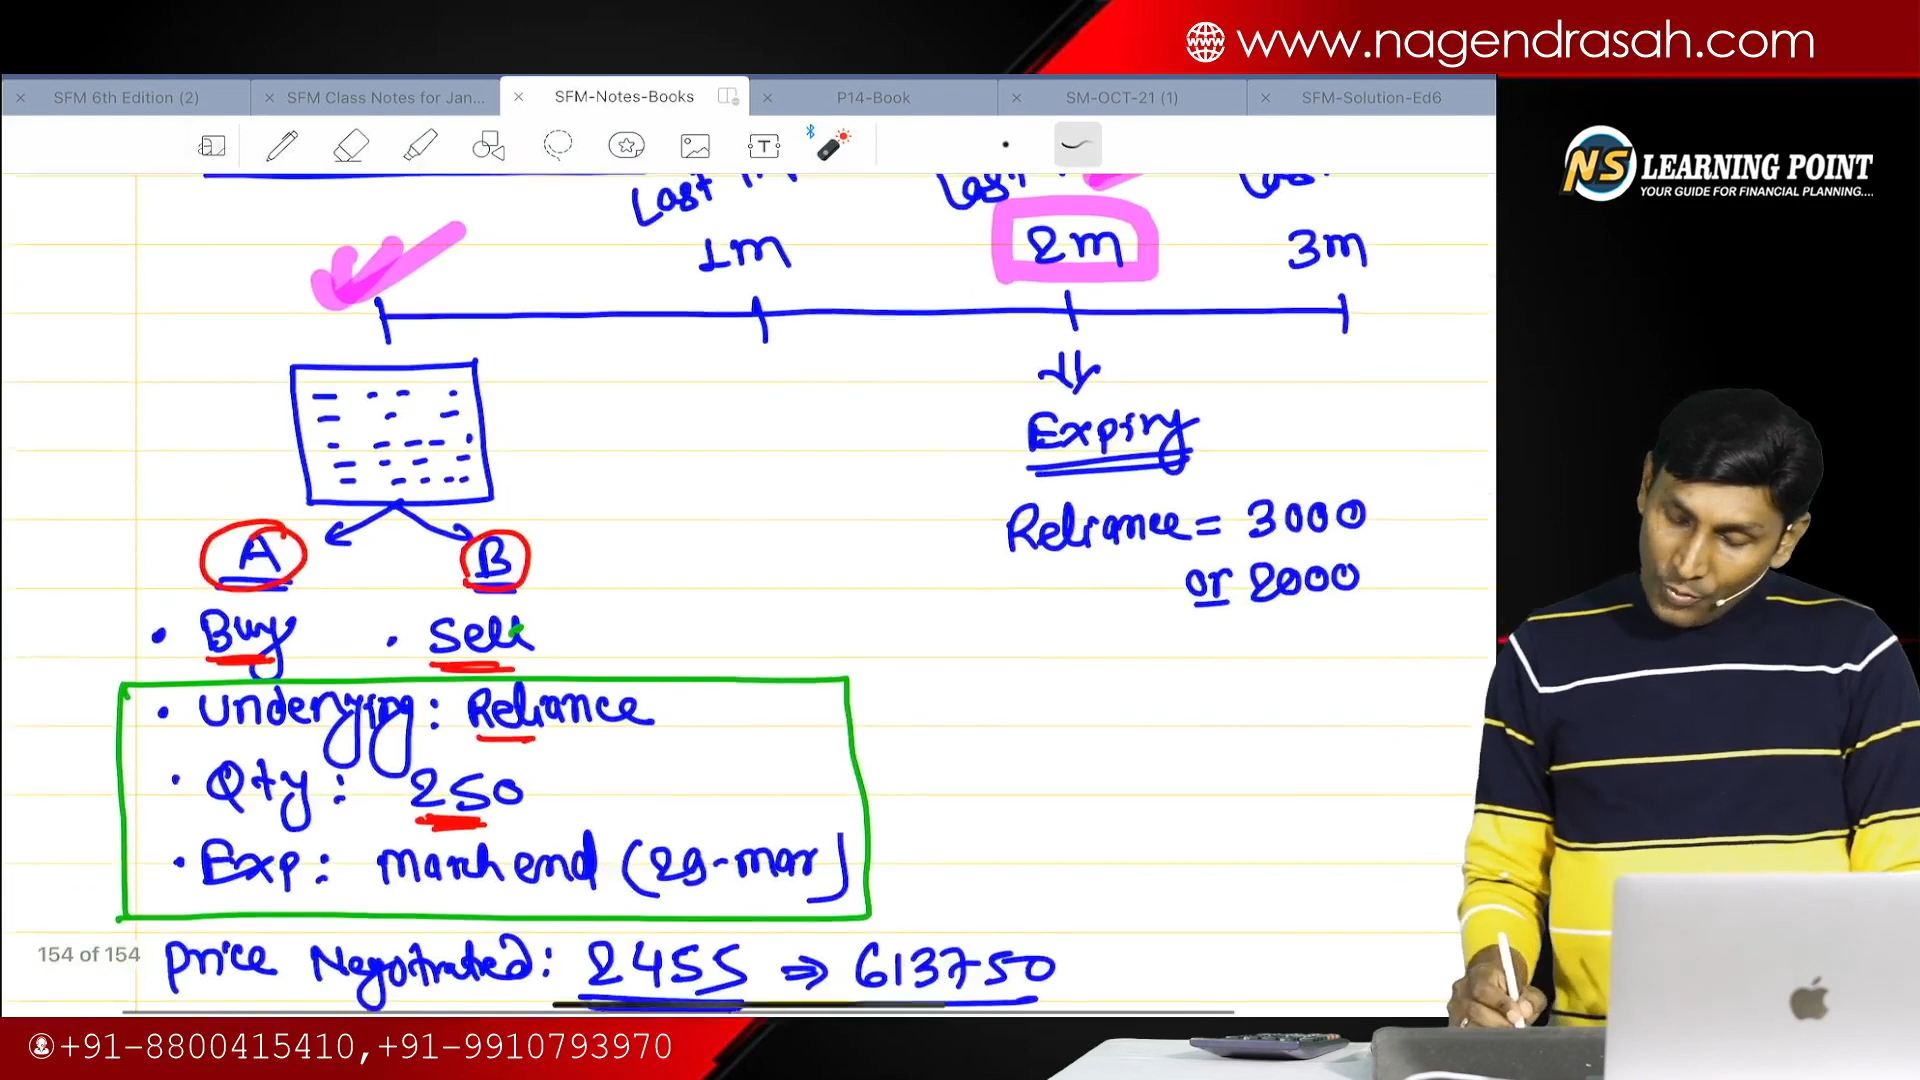 www.nagendrasah.com
SFM 6th Edition (2)
SFM Class Notes for Jan...
SFM-Notes-Books
P14-Book
SM-OCT-21 (1)
SFM-Solution-Ed6
NS LEARNING POINT
YOUR GUIDE FOR FINANCIAL PLANNING....
Last
Last
1m 2m 3m
Expiry
Reliance = 3000
or 2000
A B
• Buy • Sell
• Underying: Reliance
• Qty: 250
• Exp: March end (29-mar)
Price Negotiated: 2455 ⇒ 613750
154 of 154
+91-8800415410,+91-9910793970